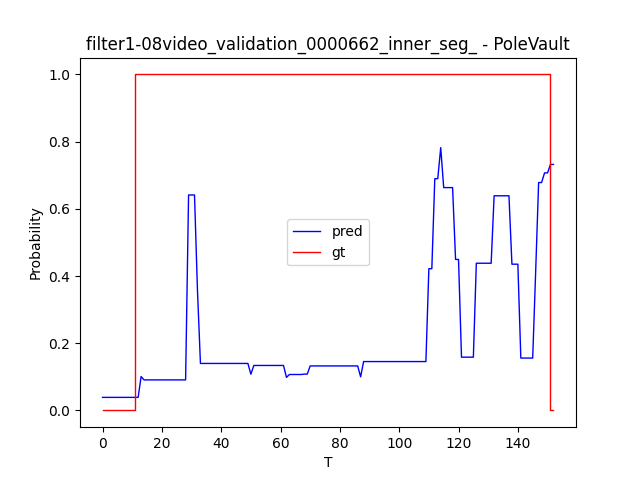 filter1-08video_validation_0000662_inner_seg_ - PoleVault
1.0
0.8
0.6
0.4
0.2
0.0
Probability
pred
gt
0 20 40 60 80 100 120 140
T